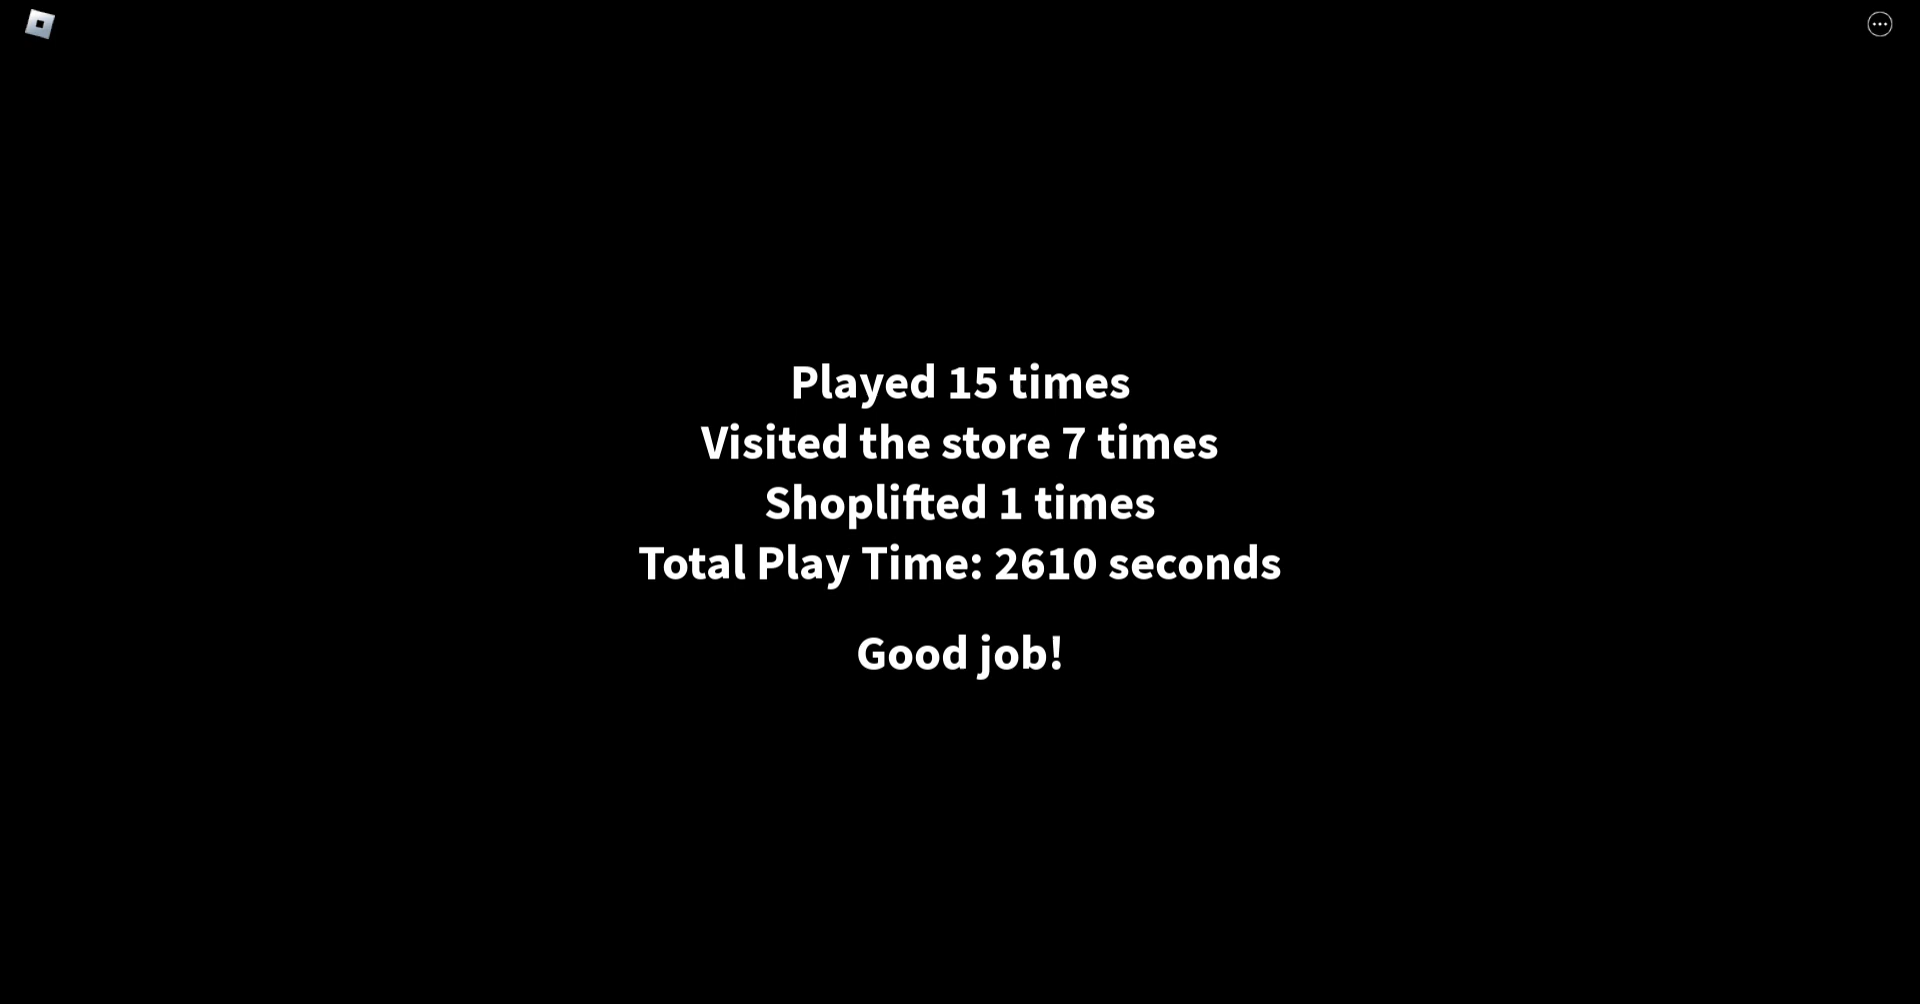 Played 15 times
Visited the store 7 times
Shoplifted 1 times
Total Play Time: 2610 seconds
Good job!